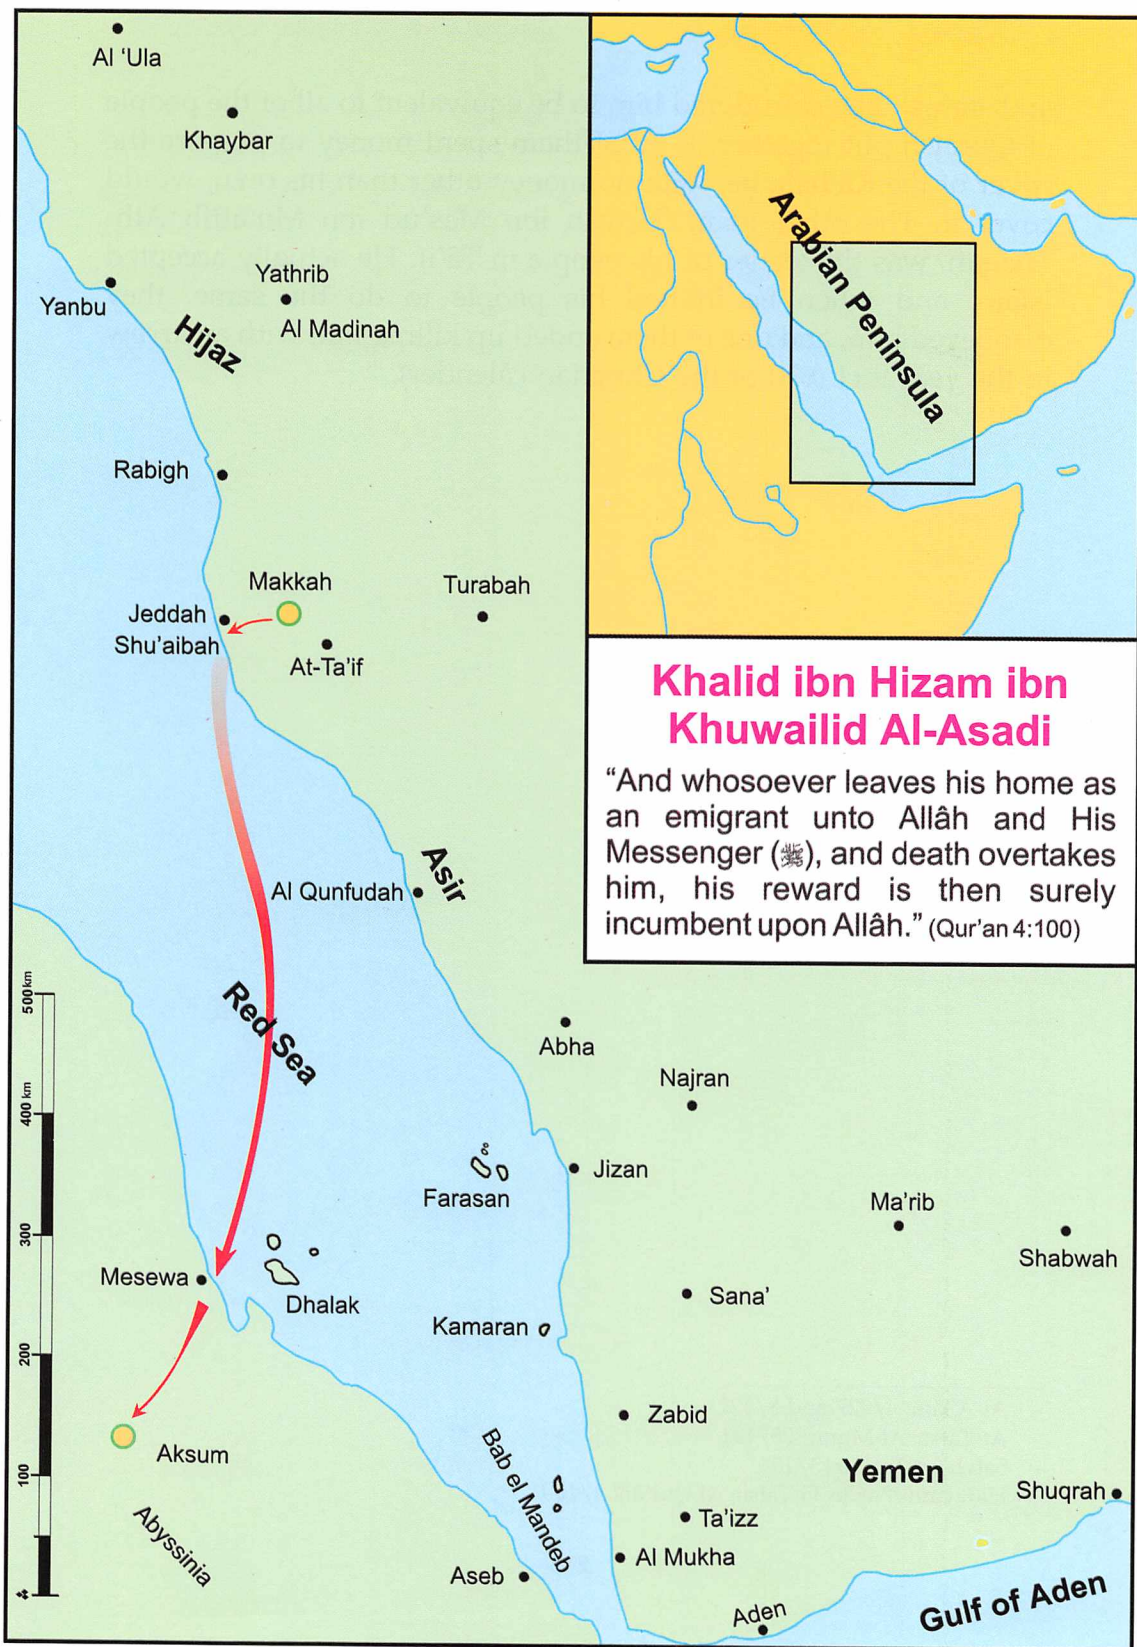 Al ‘Ula
Khaybar
Yanbu
Yathrib
Al Madinah
Hijaz
Rabigh
Makkah
Turabah
Jeddah
Shu’aibah
At-Ta’if
Asir
Al Qunfudah
Red Sea
Abha
Najran
Jizan
Farasan
Ma’rib
Shabwah
Mesewa
Dhalak
Sana’
Kamaran
Zabid
Aksum
Bab el Mandeb
Yemen
Shuqrah
Abyssinia
Ta’izz
Al Mukha
Aseb
Aden
Gulf of Aden
500 km
400 km
300
200
100
Arabian Peninsula
Khalid ibn Hizam ibn
Khuwailid Al-Asadi
“And whosoever leaves his home as
an emigrant unto Allâh and His
Messenger (ﷺ), and death overtakes
him, his reward is then surely
incumbent upon Allâh.” (Qur’an 4:100)